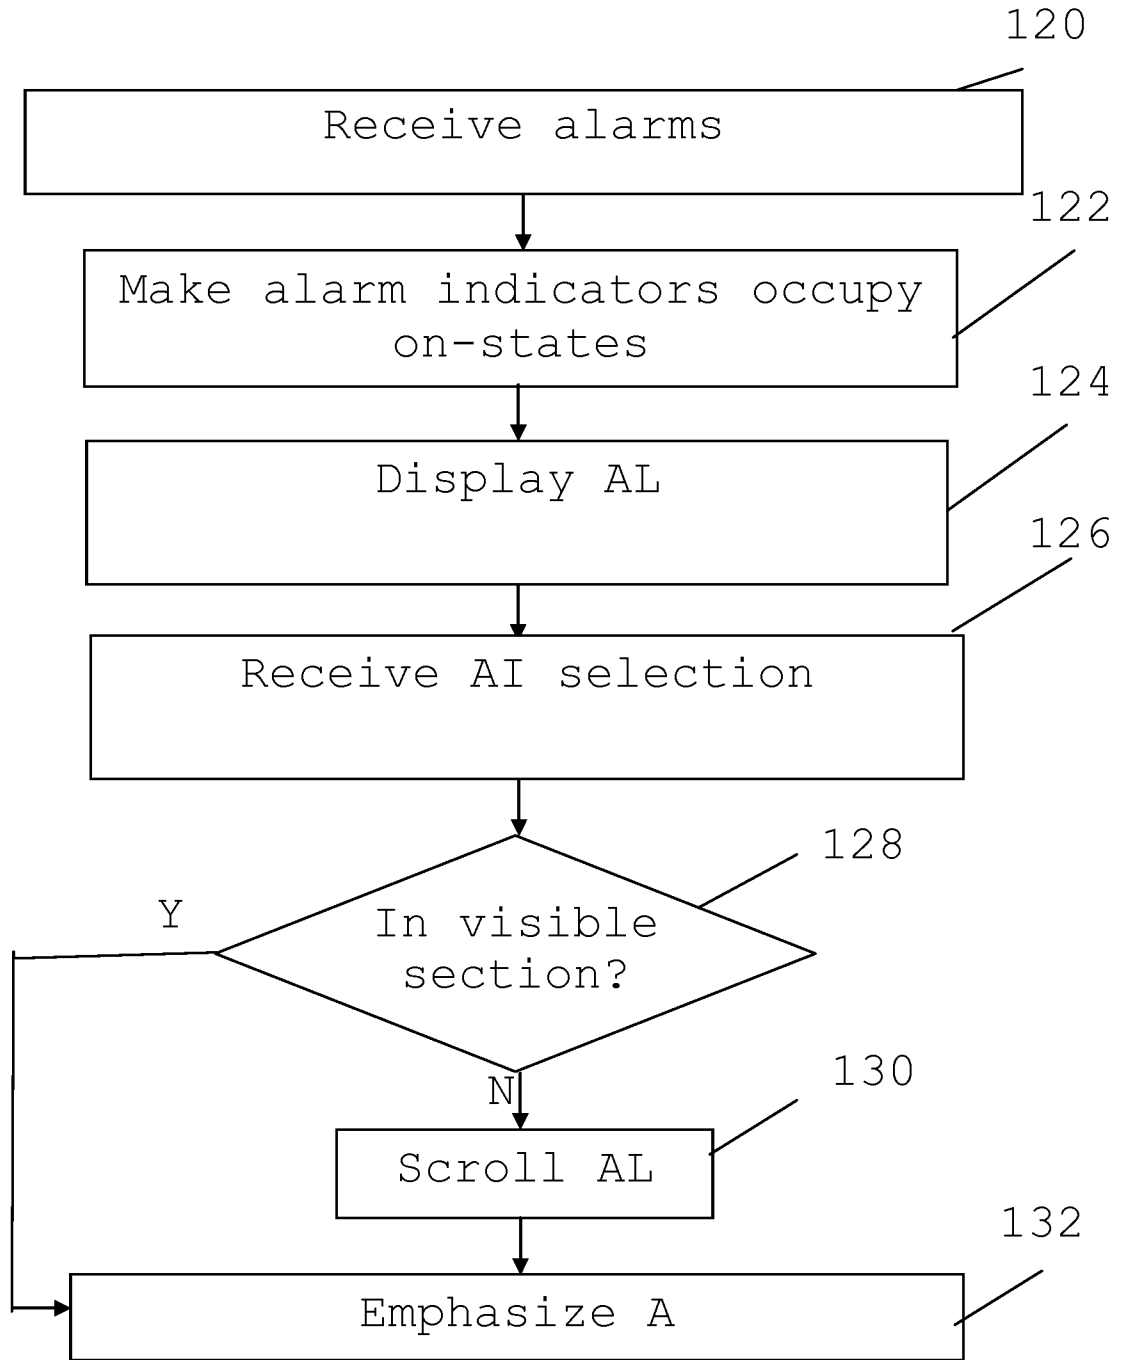 120
Receive alarms
122
Make alarm indicators occupy
on-states
124
Display AL
126
Receive AI selection
128
Y
In visible
section?
130
N
Scroll AL
132
Emphasize A